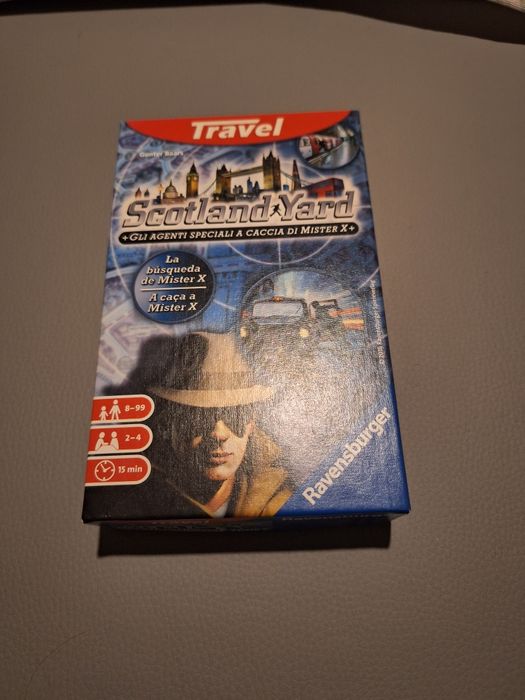 Travel
Gunter Baars
Scotland Yard
GLI AGENTI SPECIALI A CACCIA DI MISTER X
La
búsqueda
de Mister X
A caça a
Mister X
8-99
2-4
15 min
Ravensburger